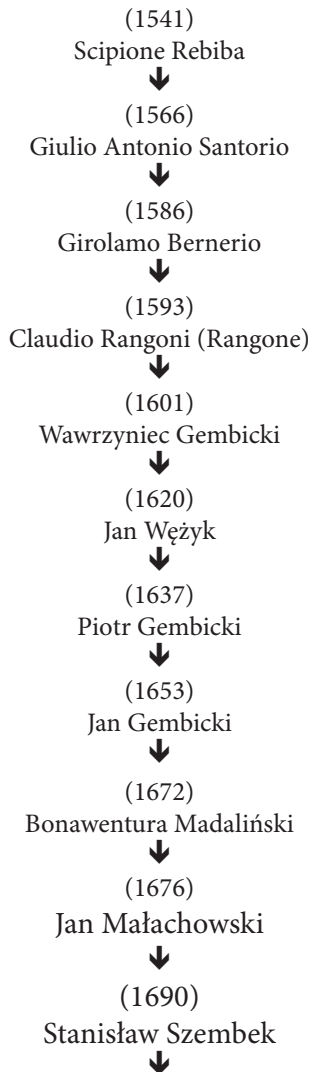 (1541)
Scipione Rebiba
(1566)
Giulio Antonio Santorio
(1586)
Girolamo Bernerio
(1593)
Claudio Rangoni (Rangone)
(1601)
Wawrzyniec Gembicki
(1620)
Jan Wężyk
(1637)
Piotr Gembicki
(1653)
Jan Gembicki
(1672)
Bonawentura Madaliński
(1676)
Jan Małachowski
(1690)
Stanisław Szembek